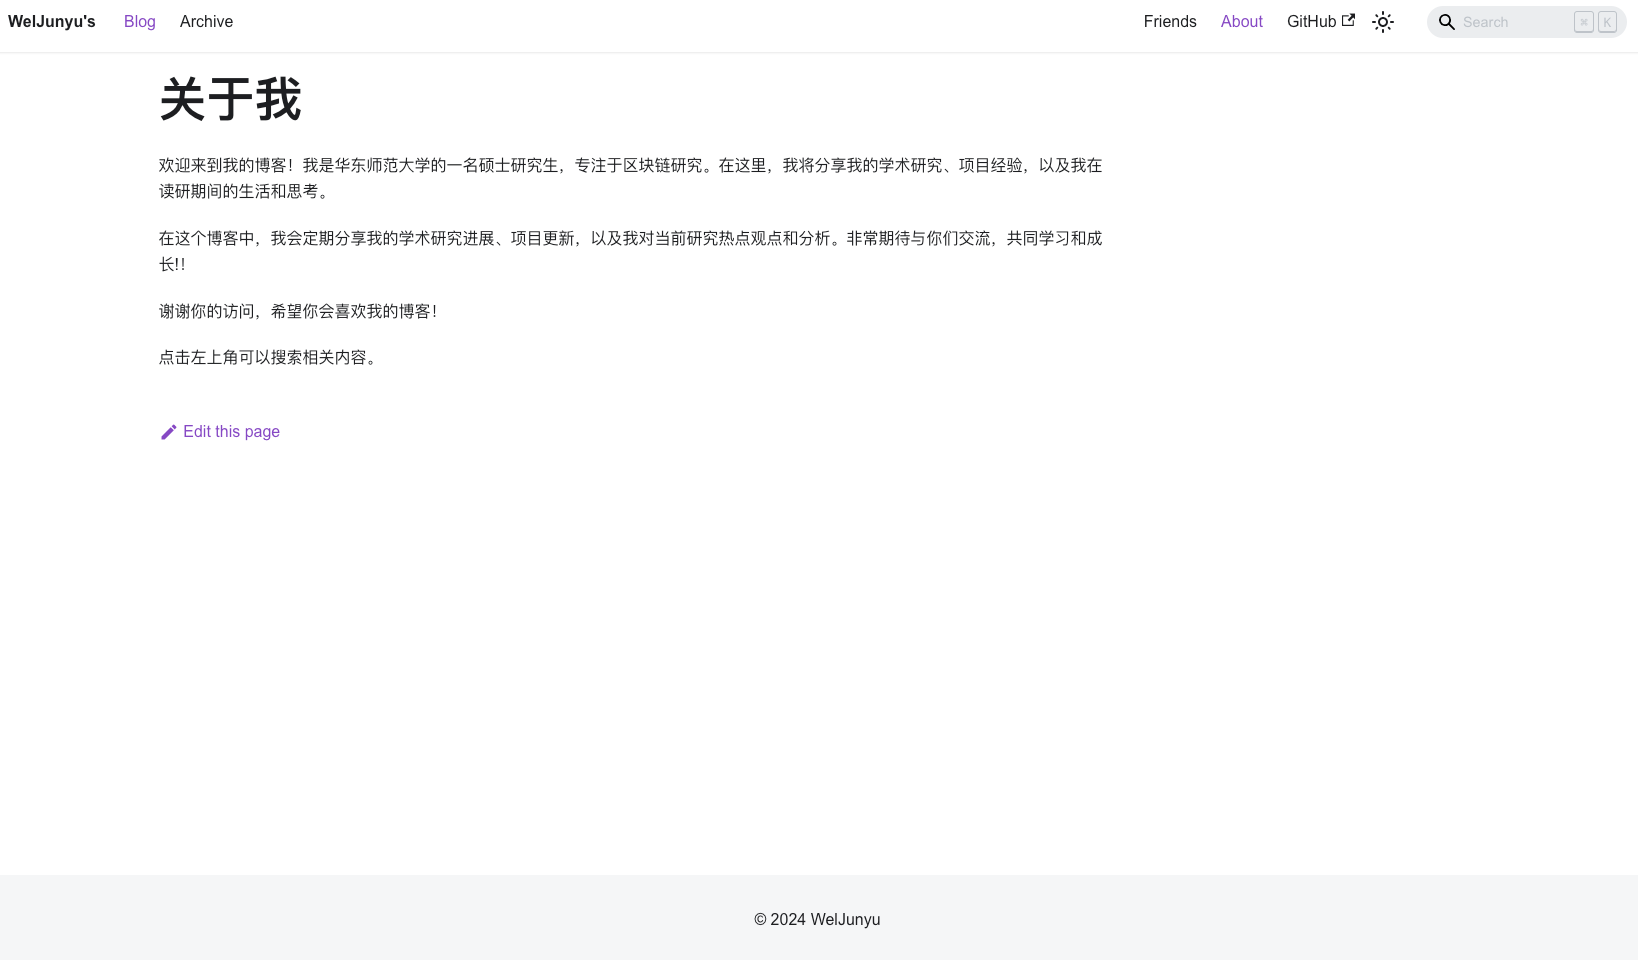 WelJunyu's Blog Archive Friends About GitHub Search ⌘ K
关于我
欢迎来到我的博客！我是华东师范大学的一名硕士研究生，专注于区块链研究。在这里，我将分享我的学术研究、项目经验，以及我在
读研期间的生活和思考。
在这个博客中，我会定期分享我的学术研究进展、项目更新，以及我对当前研究热点观点和分析。非常期待与你们交流，共同学习和成
长!!
谢谢你的访问，希望你会喜欢我的博客！
点击左上角可以搜索相关内容。
Edit this page
© 2024 WelJunyu